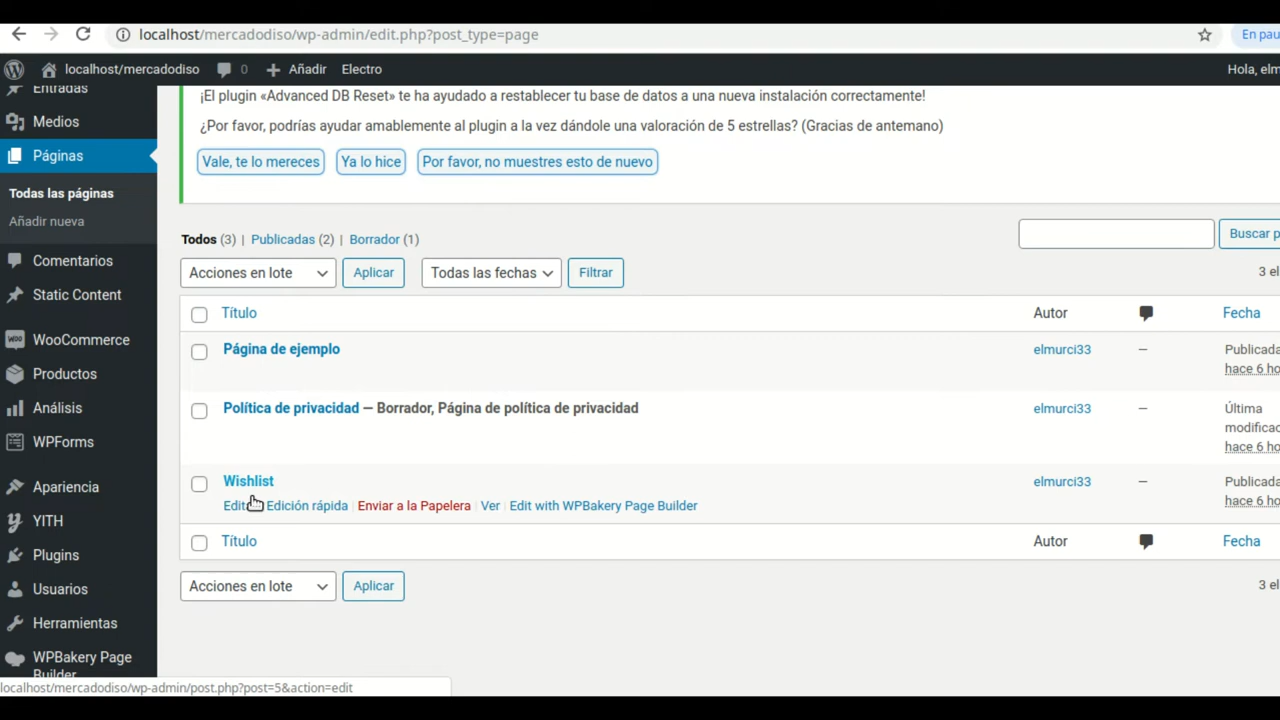 localhost/mercadodiso/wp-admin/edit.php?post_type=page
En pau
localhost/mercadodiso 0 Añadir Electro Hola, elm
Entradas
Medios
Páginas
Todas las páginas
Añadir nueva
Comentarios
Static Content
WooCommerce
Productos
Análisis
WPForms
Apariencia
YITH
Plugins
Usuarios
Herramientas
WPBakery Page
Builder
¡El plugin «Advanced DB Reset» te ha ayudado a restablecer tu base de datos a una nueva instalación correctamente!
¿Por favor, podrías ayudar amablemente al plugin a la vez dándole una valoración de 5 estrellas? (Gracias de antemano)
Vale, te lo mereces Ya lo hice Por favor, no muestres esto de nuevo
Todos (3) | Publicadas (2) | Borrador (1)
Buscar p
Acciones en lote Aplicar Todas las fechas Filtrar 3 el
Título Autor Fecha
Página de ejemplo elmurci33 — Publicada
hace 6 ho
Política de privacidad — Borrador, Página de política de privacidad elmurci33 — Última
modificac
hace 6 ho
Wishlist elmurci33 — Publicada
Edit Edición rápida | Enviar a la Papelera | Ver | Edit with WPBakery Page Builder hace 6 ho
Título Autor Fecha
Acciones en lote Aplicar 3 el
localhost/mercadodiso/wp-admin/post.php?post=5&action=edit